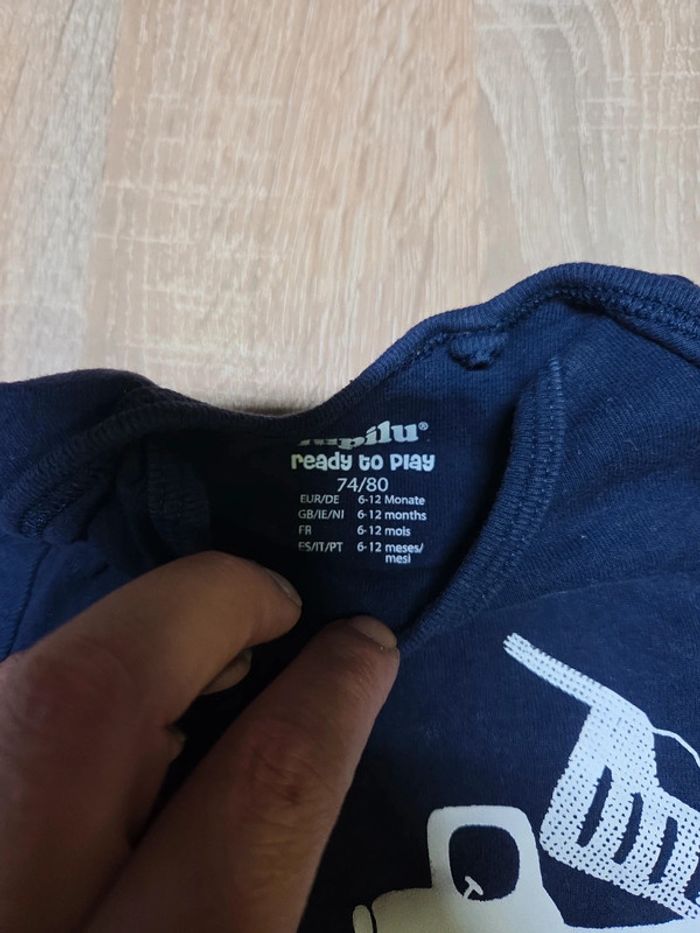 lupilu®
ready to play
74/80
EUR/DE 6-12 Monate
GB/IE/NI 6-12 months
FR 6-12 mois
ES/IT/PT 6-12 meses/
mesi